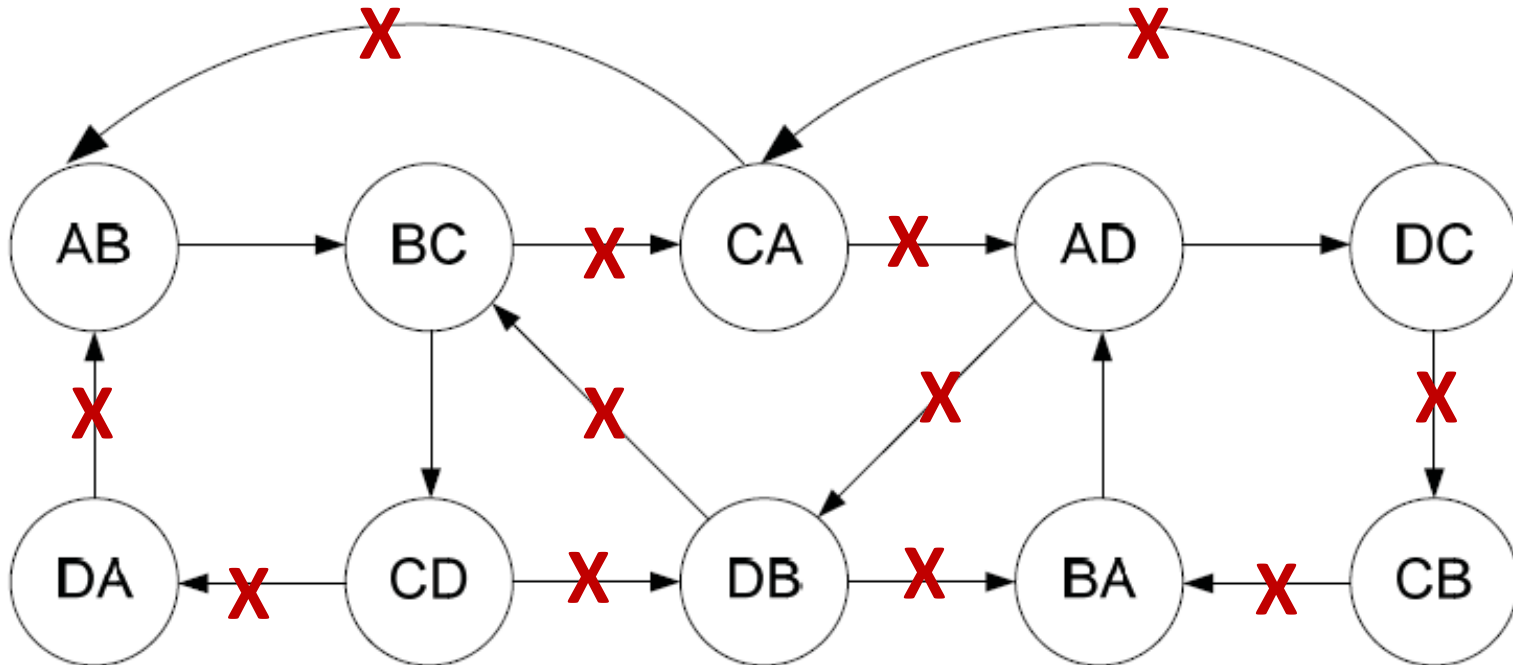 X X
AB BC X CA X AD DC
X X X X
DA X CD X DB X BA X CB